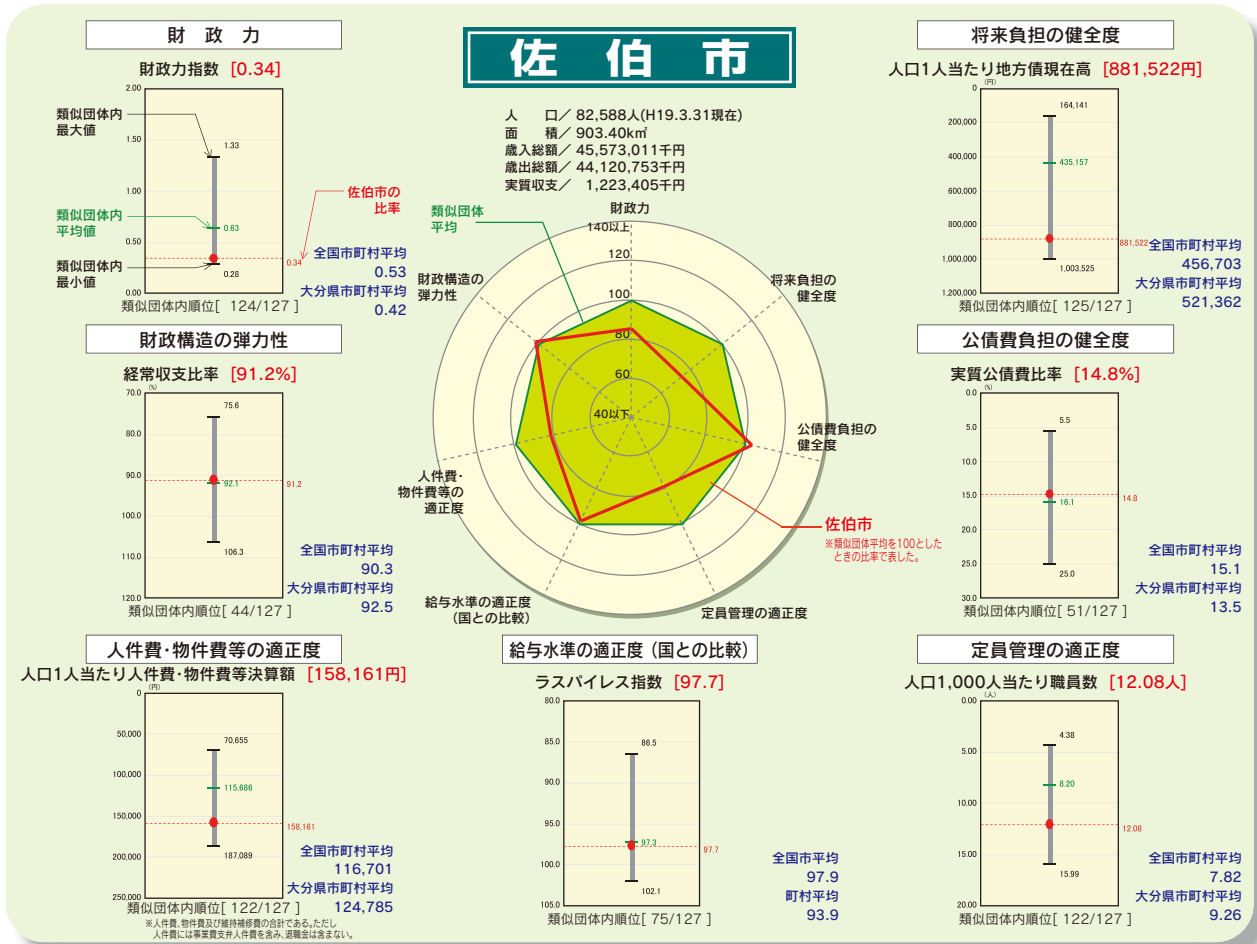 佐伯市
人　　口／ 82,588人(H19.3.31現在)
面　　積／ 903.40k㎡
歳入総額／ 45,573,011千円
歳出総額／ 44,120,753千円
実質収支／ 1,223,405千円
財 政 力
財政力指数 [0.34]
2.00
1.50
1.00
0.50
0.00
類似団体内
最大値
1.33
類似団体内
平均値
0.63
類似団体内
最小値
0.28
佐伯市の
比率
0.34
全国市町村平均
0.53
大分県市町村平均
0.42
類似団体内順位[ 124/127 ]
財政構造の弾力性
経常収支比率 [91.2%]
(%)
70.0
80.0
90.0
100.0
110.0
120.0
75.6
92.1
91.2
106.3
全国市町村平均
90.3
大分県市町村平均
92.5
類似団体内順位[ 44/127 ]
人件費・物件費等の適正度
人口1人当たり人件費・物件費等決算額 [158,161円]
(円)
0
50,000
100,000
150,000
200,000
250,000
70,655
115,686
158,161
187,089
全国市町村平均
116,701
大分県市町村平均
124,785
類似団体内順位[ 122/127 ]
※人件費、物件費及び維持補修費の合計である。ただし
人件費には事業費支弁人件費を含み、退職金は含まない。
類似団体
平均
財政力
140以上
120
100
80
60
40以下
将来負担の
健全度
公債費負担の
健全度
定員管理の適正度
給与水準の適正度
(国との比較)
人件費・
物件費等の
適正度
財政構造の
弾力性
佐伯市
※類似団体平均を100とした
ときの比率で表した。
給与水準の適正度 (国との比較)
ラスパイレス指数 [97.7]
80.0
85.0
90.0
95.0
100.0
105.0
86.5
97.3
97.7
102.1
全国市平均
97.9
町村平均
93.9
類似団体内順位[ 75/127 ]
将来負担の健全度
人口1人当たり地方債現在高 [881,522円]
(円)
0
200,000
400,000
600,000
800,000
1,000,000
1,200,000
164,141
435,157
881,522
1,003,525
全国市町村平均
456,703
大分県市町村平均
521,362
類似団体内順位[ 125/127 ]
公債費負担の健全度
実質公債費比率 [14.8%]
(%)
0.0
5.0
10.0
15.0
20.0
25.0
30.0
5.5
14.8
16.1
25.0
全国市町村平均
15.1
大分県市町村平均
13.5
類似団体内順位[ 51/127 ]
定員管理の適正度
人口1,000人当たり職員数 [12.08人]
(人)
0.00
5.00
10.00
15.00
20.00
4.38
8.20
12.08
15.99
全国市町村平均
7.82
大分県市町村平均
9.26
類似団体内順位[ 122/127 ]